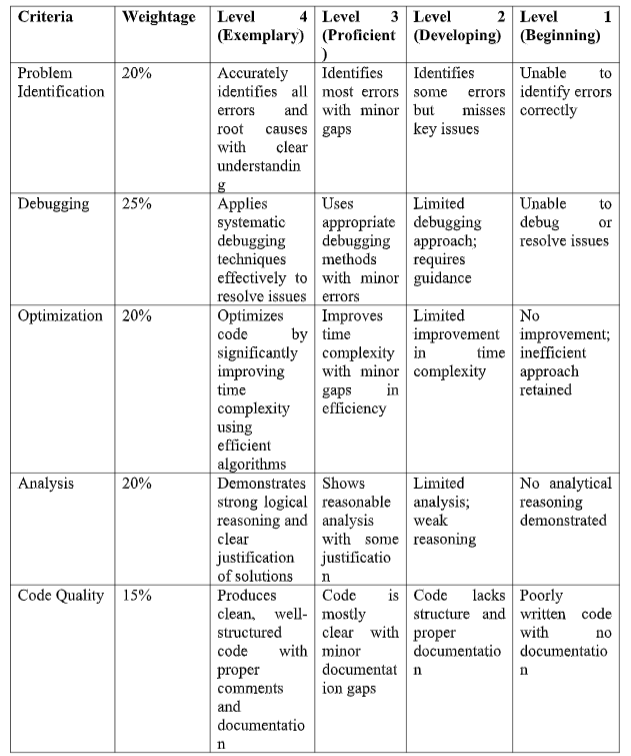 Criteria
Weightage
Level 4
(Exemplary)
Level 3
(Proficient
)
Level 2
(Developing)
Level 1
(Beginning)
Problem
Identification
20%
Accurately
identifies all
errors and
root causes
with clear
understandin
g
Identifies
most errors
with minor
gaps
Identifies
some errors
but misses
key issues
Unable to
identify errors
correctly
Debugging
25%
Applies
systematic
debugging
techniques
effectively to
resolve issues
Uses
appropriate
debugging
methods
with minor
errors
Limited
debugging
approach;
requires
guidance
Unable to
debug or
resolve issues
Optimization
20%
Optimizes
code by
significantly
improving
time
complexity
using
efficient
algorithms
Improves
time
complexity
with minor
gaps in
efficiency
Limited
improvement
in time
complexity
No
improvement;
inefficient
approach
retained
Analysis
20%
Demonstrates
strong logical
reasoning and
clear
justification
of solutions
Shows
reasonable
analysis
with some
justificatio
n
Limited
analysis;
weak
reasoning
No analytical
reasoning
demonstrated
Code Quality
15%
Produces
clean, well-
structured
code with
proper
comments
and
documentatio
n
Code is
mostly
clear with
minor
documentat
ion gaps
Code lacks
structure and
proper
documentatio
n
Poorly
written code
with no
documentatio
n